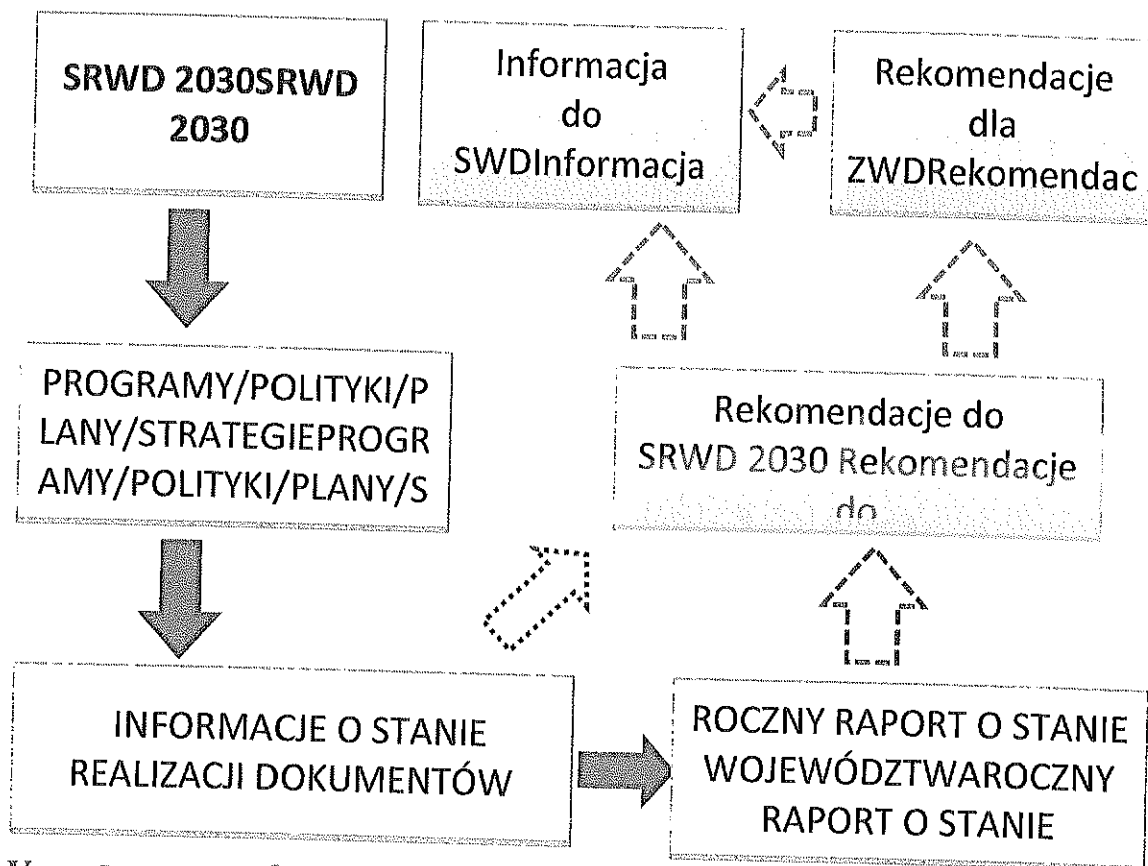 SRWD 2030SRWD
2030
Informacja
do
SWDInformacja
Rekomendacje
dla
ZWDRekomendac
PROGRAMY/POLITYKI/P
LANY/STRATEGIEPROGR
AMY/POLITYKI/PLANY/S
Rekomendacje do
SRWD 2030 Rekomendacje
do
INFORMACJE O STANIE
REALIZACJI DOKUMENTÓW
ROCZNY RAPORT O STANIE
WOJEWÓDZTWAROCZNY
RAPORT O STANIE